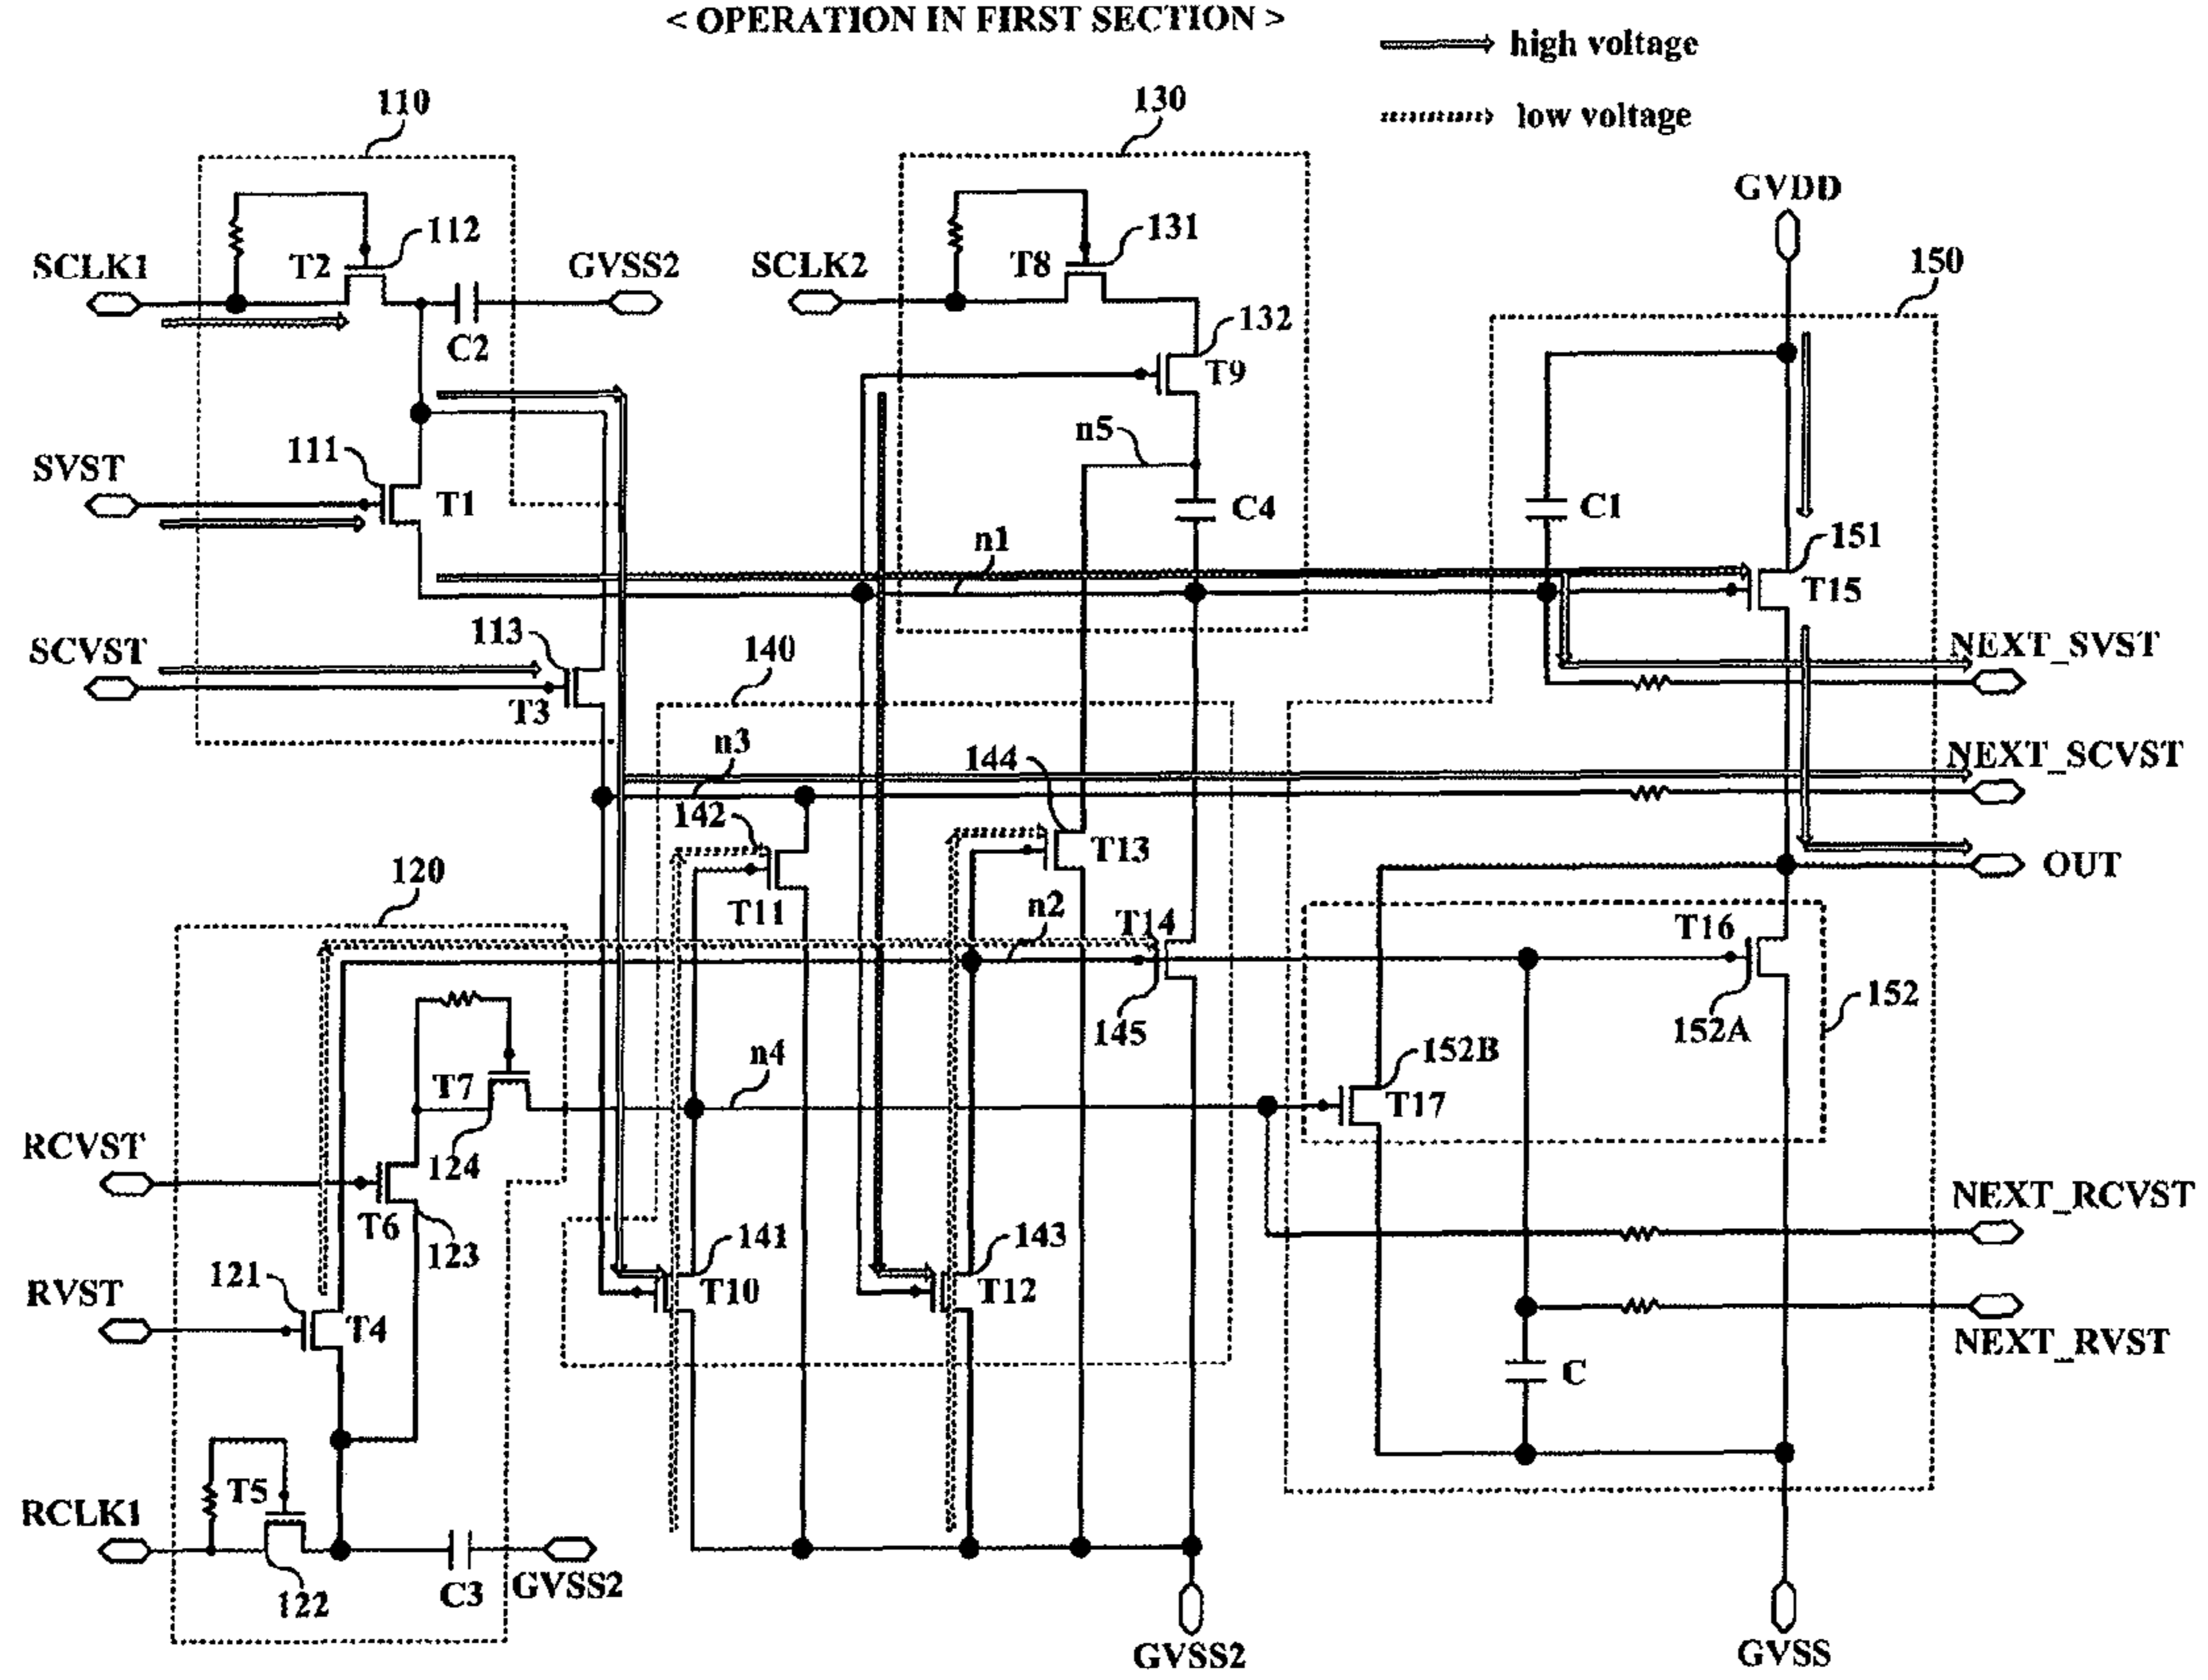 < OPERATION IN FIRST SECTION >
high voltage
low voltage
110
130
GVDD
112
131
150
SCLK1
T2
GVSS2
SCLK2
T8
132
C2
T9
n5
SVST
111
T1
C4
C1
n1
151
T15
SCVST
113
140
NEXT_SVST
T3
n3
144
NEXT_SCVST
142
T13
120
OUT
T11
n2
T14
T16
152
145
152A
n4
152B
T7
T17
RCVST
124
NEXT_RCVST
T6
123
141
143
121
T10
T12
RVST
T4
NEXT_RVST
C
T5
RCLK1
122
C3
GVSS2
GVSS2
GVSS